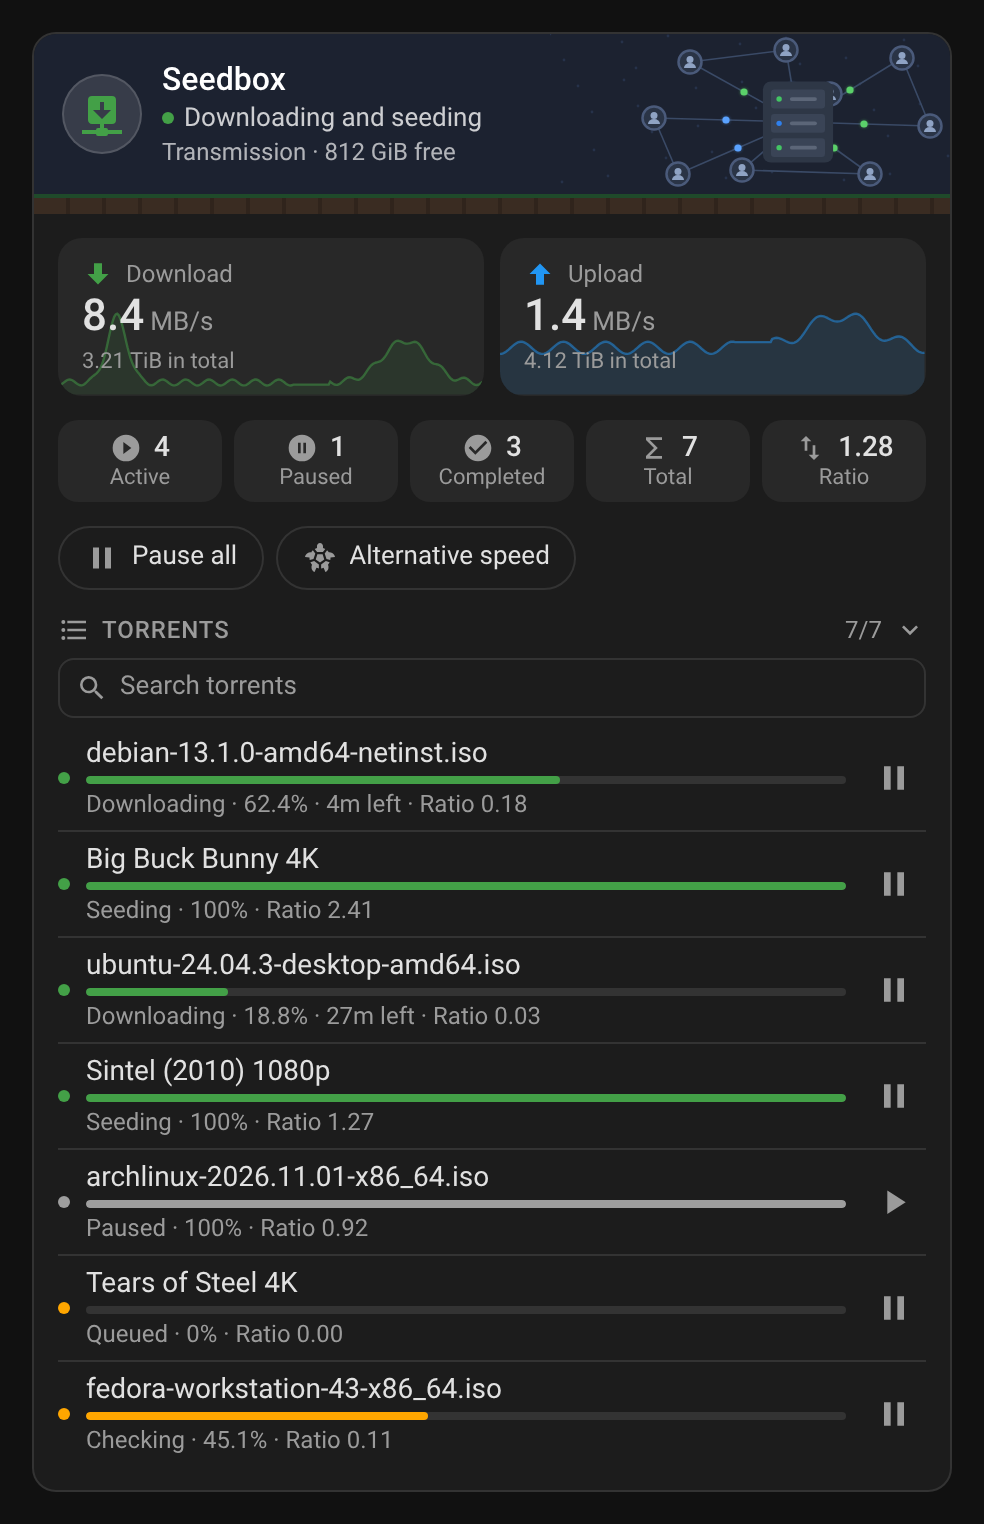 Seedbox
Downloading and seeding
Transmission · 812 GiB free
Download
8.4 MB/s
3.21 TiB in total
Upload
1.4 MB/s
4.12 TiB in total
4
Active
1
Paused
3
Completed
7
Total
1.28
Ratio
Pause all
Alternative speed
TORRENTS
7/7
Search torrents
debian-13.1.0-amd64-netinst.iso
Downloading · 62.4% · 4m left · Ratio 0.18
Big Buck Bunny 4K
Seeding · 100% · Ratio 2.41
ubuntu-24.04.3-desktop-amd64.iso
Downloading · 18.8% · 27m left · Ratio 0.03
Sintel (2010) 1080p
Seeding · 100% · Ratio 1.27
archlinux-2026.11.01-x86_64.iso
Paused · 100% · Ratio 0.92
Tears of Steel 4K
Queued · 0% · Ratio 0.00
fedora-workstation-43-x86_64.iso
Checking · 45.1% · Ratio 0.11